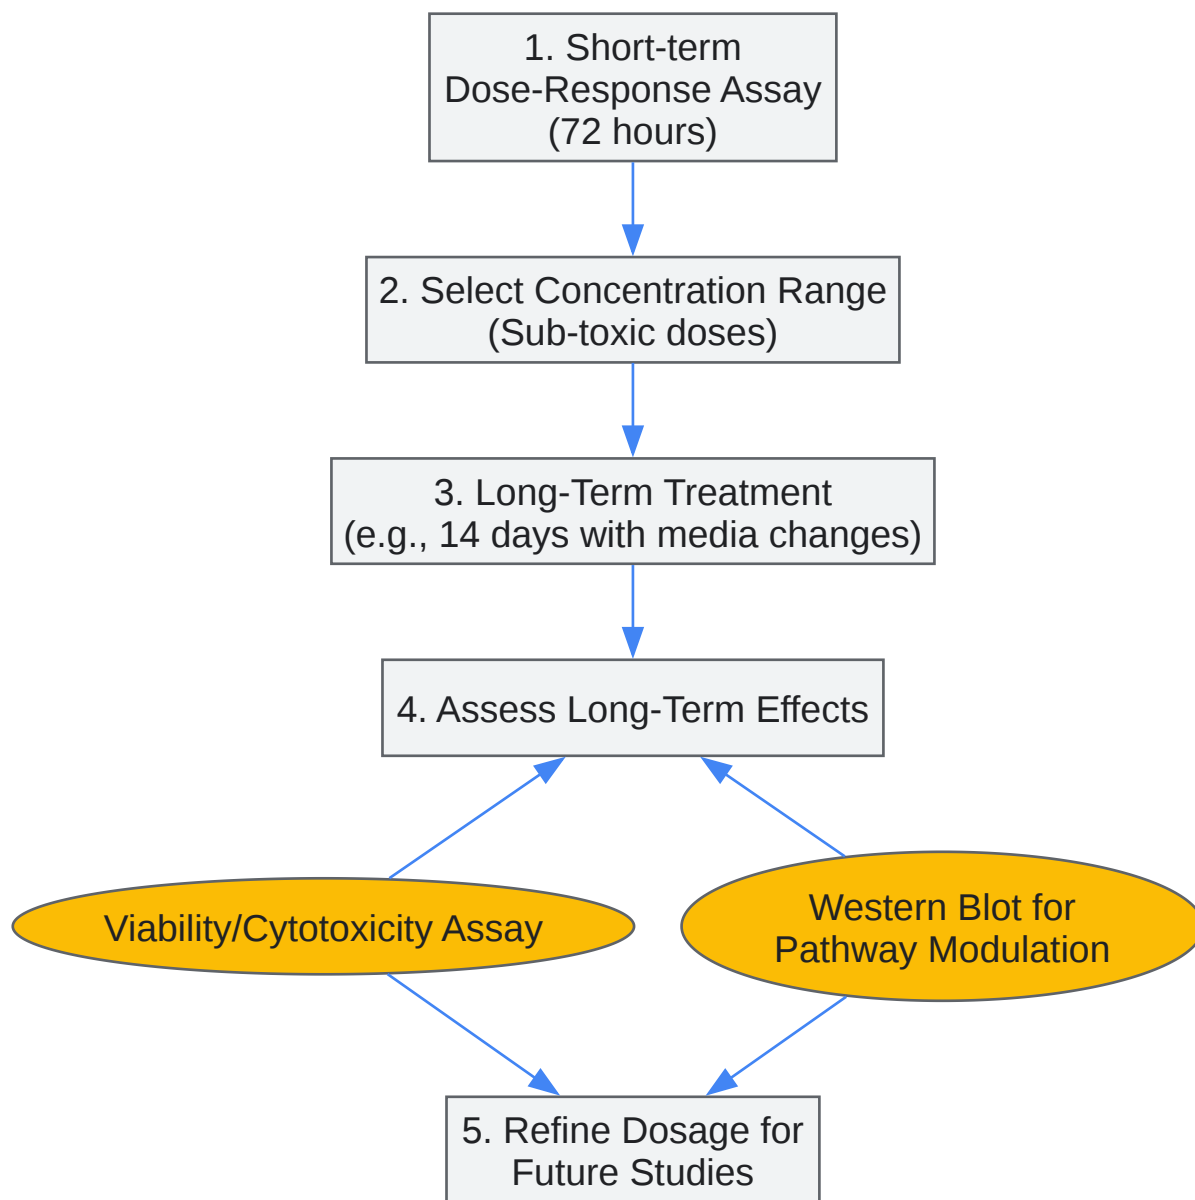 1. Short-term
Dose-Response Assay
(72 hours)
2. Select Concentration Range
(Sub-toxic doses)
3. Long-Term Treatment
(e.g., 14 days with media changes)
4. Assess Long-Term Effects
Viability/Cytotoxicity Assay
Western Blot for
Pathway Modulation
5. Refine Dosage for
Future Studies